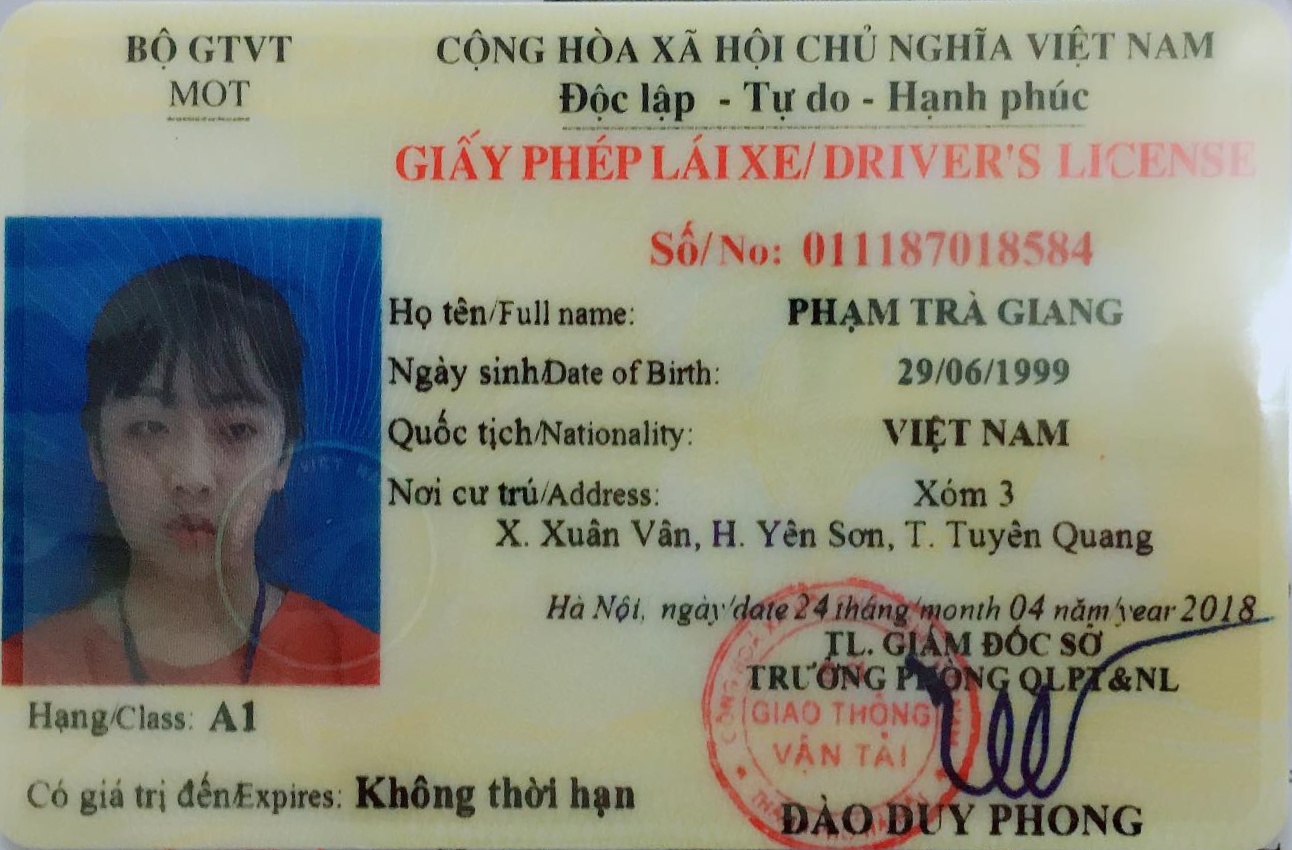 BỘ GTVT
MOT
CỘNG HÒA XÃ HỘI CHỦ NGHĨA VIỆT NAM
Độc lập - Tự do - Hạnh phúc
GIẤY PHÉP LÁI XE/ DRIVER'S LICENSE
Số/ No: 011187018584
Họ tên/Full name: PHẠM TRÀ GIANG
Ngày sinh/Date of Birth: 29/06/1999
Quốc tịch/Nationality: VIỆT NAM
Nơi cư trú/Address: Xóm 3
X. Xuân Vân, H. Yên Sơn, T. Tuyên Quang
Hà Nội, ngày/date 24 tháng/month 04 năm/year 2018
TL. GIÁM ĐỐC SỞ
TRƯỞNG PHÒNG QLPT&NL
GIAO THÔNG
VẬN TẢI
ĐÀO DUY PHONG
Hạng/Class: A1
Có giá trị đến/Expires: Không thời hạn
VIỆT